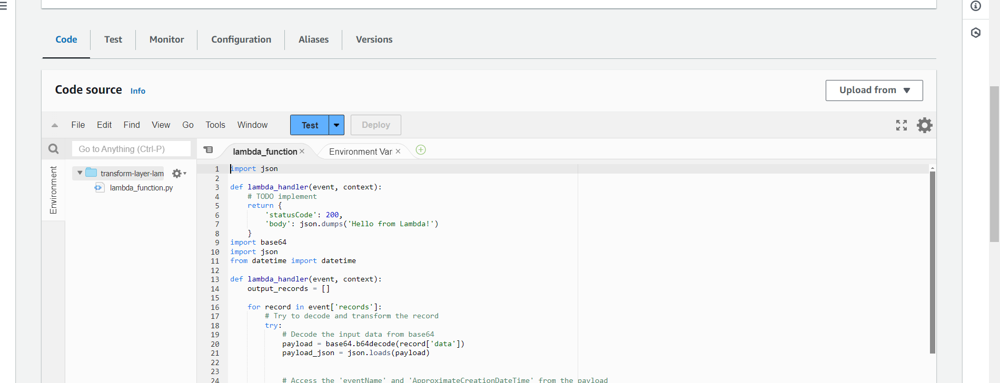 Code Test Monitor Configuration Aliases Versions
Code source Info
Upload from
File Edit Find View Go Tools Window Test Deploy
Go to Anything (Ctrl-P)
lambda_function Environment Var
Environment
transform-layer-lam
lambda_function.py
1 import json
2
3 def lambda_handler(event, context):
4 # TODO implement
5 return {
6 'statusCode': 200,
7 'body': json.dumps('Hello from Lambda!')
8 }
9 import base64
10 import json
11 from datetime import datetime
12
13 def lambda_handler(event, context):
14 output_records = []
15
16 for record in event['records']:
17 # Try to decode and transform the record
18 try:
19 # Decode the input data from base64
20 payload = base64.b64decode(record['data'])
21 payload_json = json.loads(payload)
22
23
24 # Access the 'eventName' and 'ApproximateCreationDateTime' from the payload